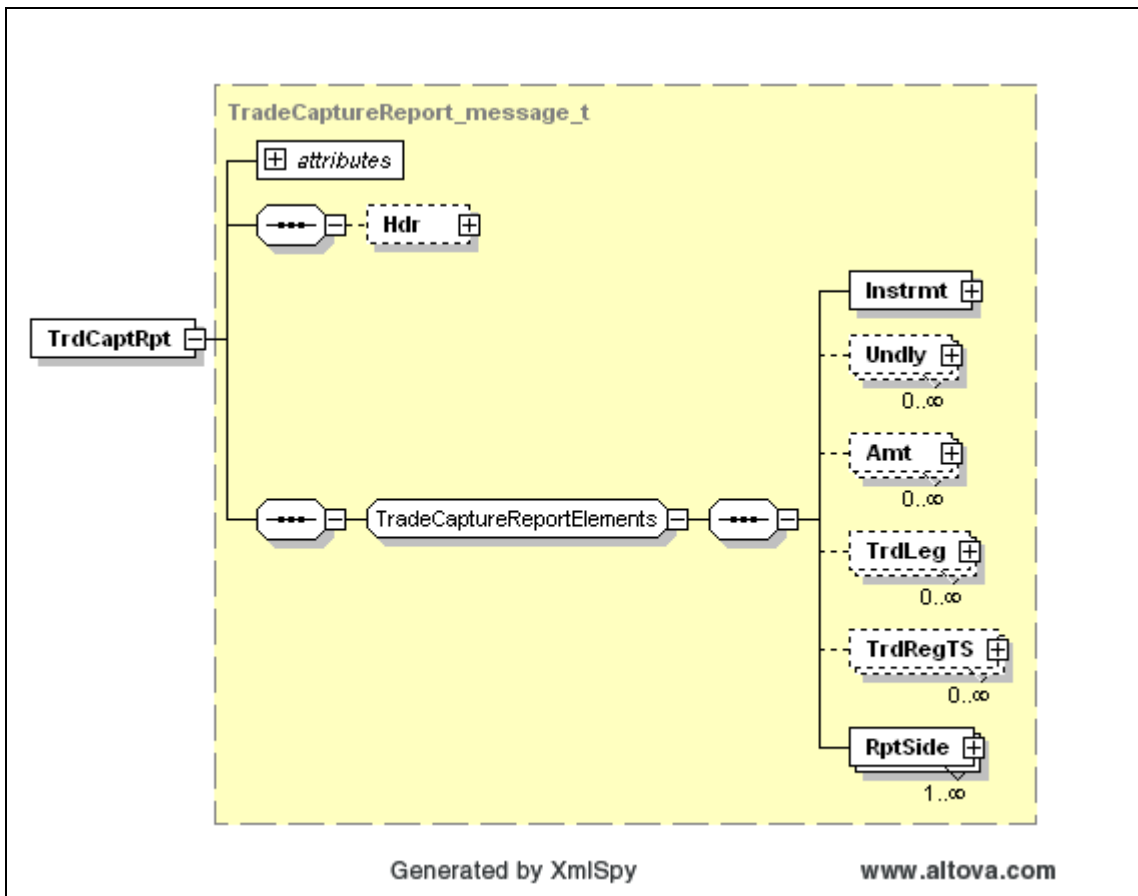 TradeCaptureReport_message_t
attributes
Hdr
TrdCaptRpt
TradeCaptureReportElements
Instrmt
Undly
0..∞
Amt
0..∞
TrdLeg
0..∞
TrdRegTS
0..∞
RptSide
1..∞
Generated by XmlSpy
www.altova.com